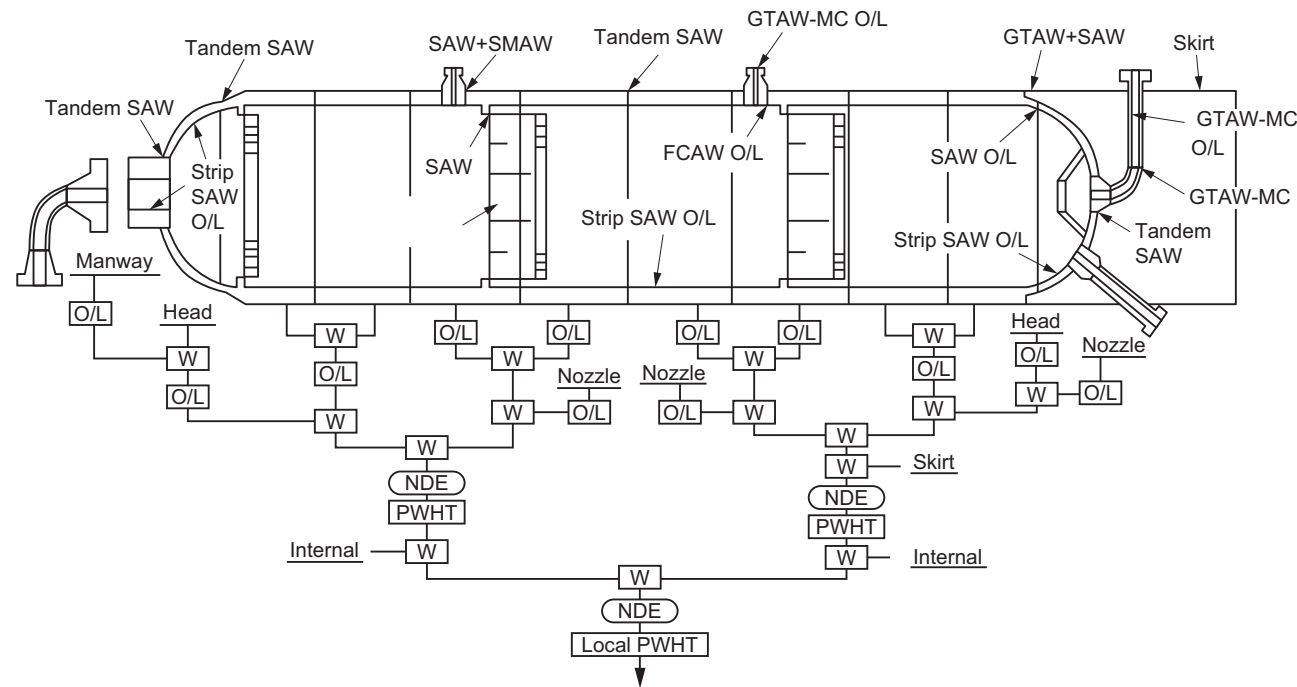 GTAW-MC O/L
Tandem SAW
SAW+SMAW
Tandem SAW
GTAW+SAW
Skirt
Tandem SAW
GTAW-MC
O/L
Strip
SAW
O/L
SAW
FCAW O/L
SAW O/L
GTAW-MC
Strip SAW O/L
Strip SAW O/L
Tandem
SAW
Manway
O/L
Head
W
O/L
W
O/L
W
O/L
O/L
W
Nozzle
W
O/L
W
NDE
PWHT
Internal
W
O/L
O/L
W
Nozzle
O/L
W
W
O/L
W
Head
O/L
W
Nozzle
O/L
W
W
Skirt
NDE
PWHT
W
Internal
W
NDE
Local PWHT